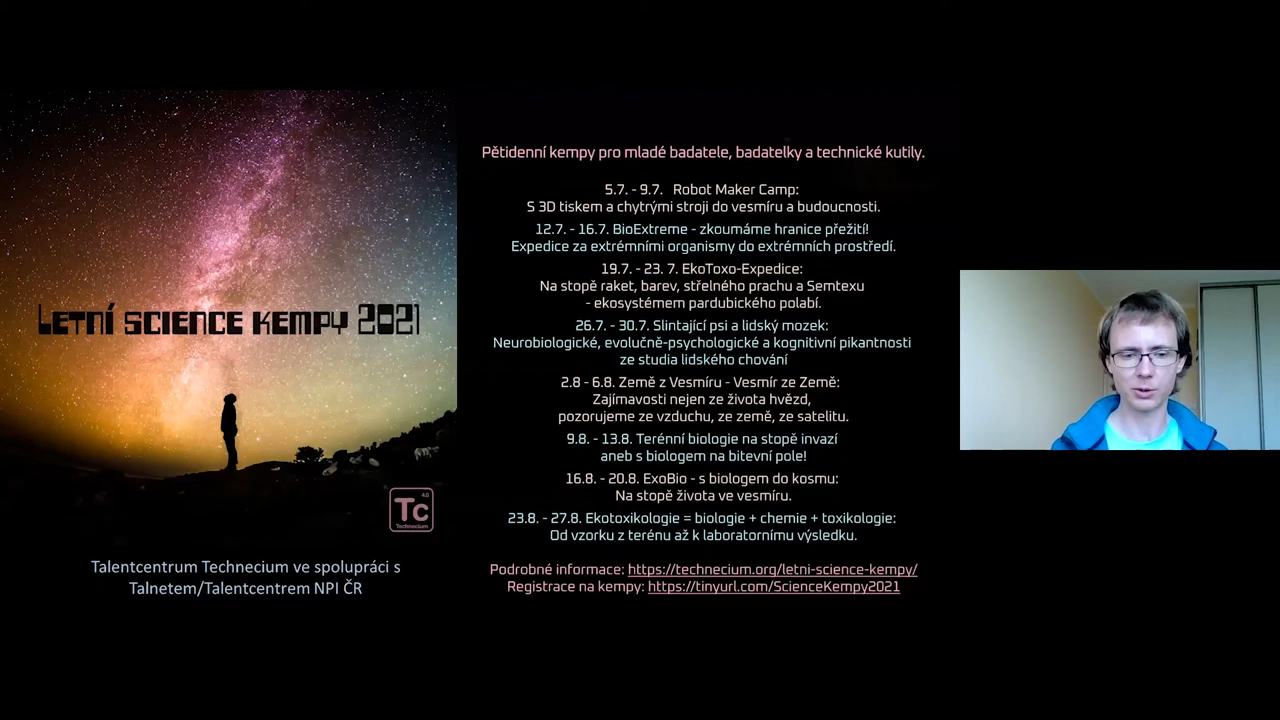 Letní science kempy 2021
4.0
Tc
Technecium
Talentcentrum Technecium ve spolupráci s
Talnetem/Talentcentrem NPI ČR
Pětidenní kempy pro mladé badatele, badatelky a technické kutily.
5.7. - 9.7. Robot Maker Camp:
S 3D tiskem a chytrými stroji do vesmíru a budoucnosti.
12.7. - 16.7. BioExtreme - zkoumáme hranice přežití!
Expedice za extrémními organismy do extrémních prostředí.
19.7. - 23. 7. EkoToxo-Expedice:
Na stopě raket, barev, střelného prachu a Semtexu
- ekosystémem pardubického polabí.
26.7. - 30.7. Slintající psi a lidský mozek:
Neurobiologické, evolučně-psychologické a kognitivní pikantnosti
ze studia lidského chování
2.8 - 6.8. Země z Vesmíru - Vesmír ze Země:
Zajímavosti nejen ze života hvězd,
pozorujeme ze vzduchu, ze země, ze satelitu.
9.8. - 13.8. Terénní biologie na stopě invazí
aneb s biologem na bitevní pole!
16.8. - 20.8. ExoBio - s biologem do kosmu:
Na stopě života ve vesmíru.
23.8. - 27.8. Ekotoxikologie = biologie + chemie + toxikologie:
Od vzorku z terénu až k laboratornímu výsledku.
Podrobné informace: https://technecium.org/letni-science-kempy/
Registrace na kempy: https://tinyurl.com/ScienceKempy2021